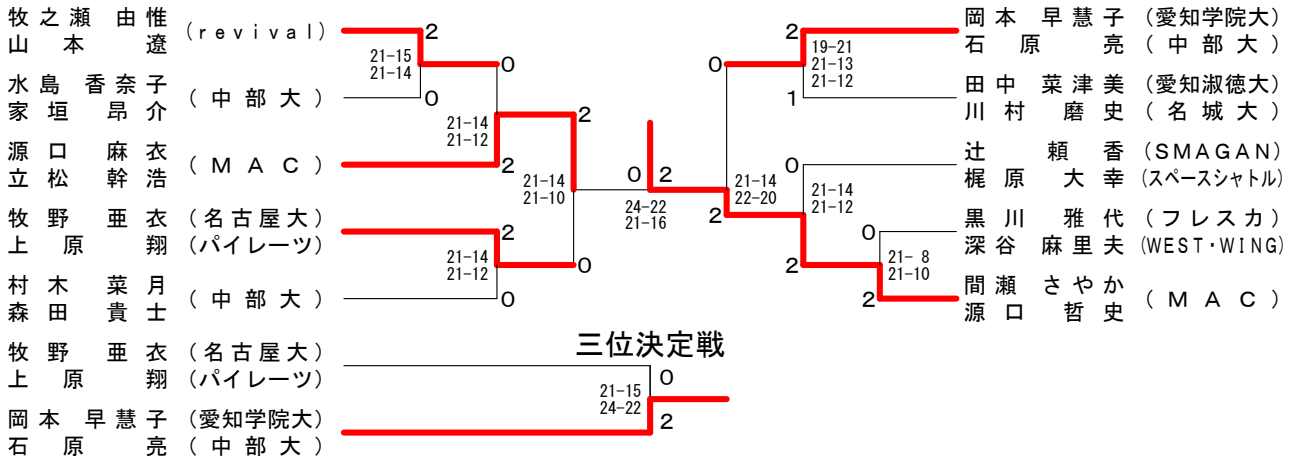 牧之瀬 由惟 (revival)
山本 遼
2
21-15
21-14
0
水島 香奈子 (中部大)
家垣 昂介
0
21-14
21-12
2
源口 麻衣 (MAC)
立松 幹浩
2
21-14
21-10
牧野 亜衣 (名古屋大)
上原 翔 (パイレーツ)
2
21-14
21-12
0
村木 菜月 (中部大)
森田 貴士
0
0 2
24-22
21-16
岡本 早慧子 (愛知学院大)
石原 亮 (中部大)
2
19-21
21-13
21-12
0
田中 菜津美 (愛知淑徳大)
川村 磨史 (名城大)
1
21-14
22-20
2
辻 頼香 (SMAGAN)
梶原 大幸 (スペースシャトル)
0
21-14
21-12
黒川 雅代 (フレスカ)
深谷 麻里夫 (WEST・WING)
0
21- 8
21-10
2
間瀬 さやか (MAC)
源口 哲史
2
三位決定戦
牧野 亜衣 (名古屋大)
上原 翔 (パイレーツ)
0
21-15
24-22
2
岡本 早慧子 (愛知学院大)
石原 亮 (中部大)